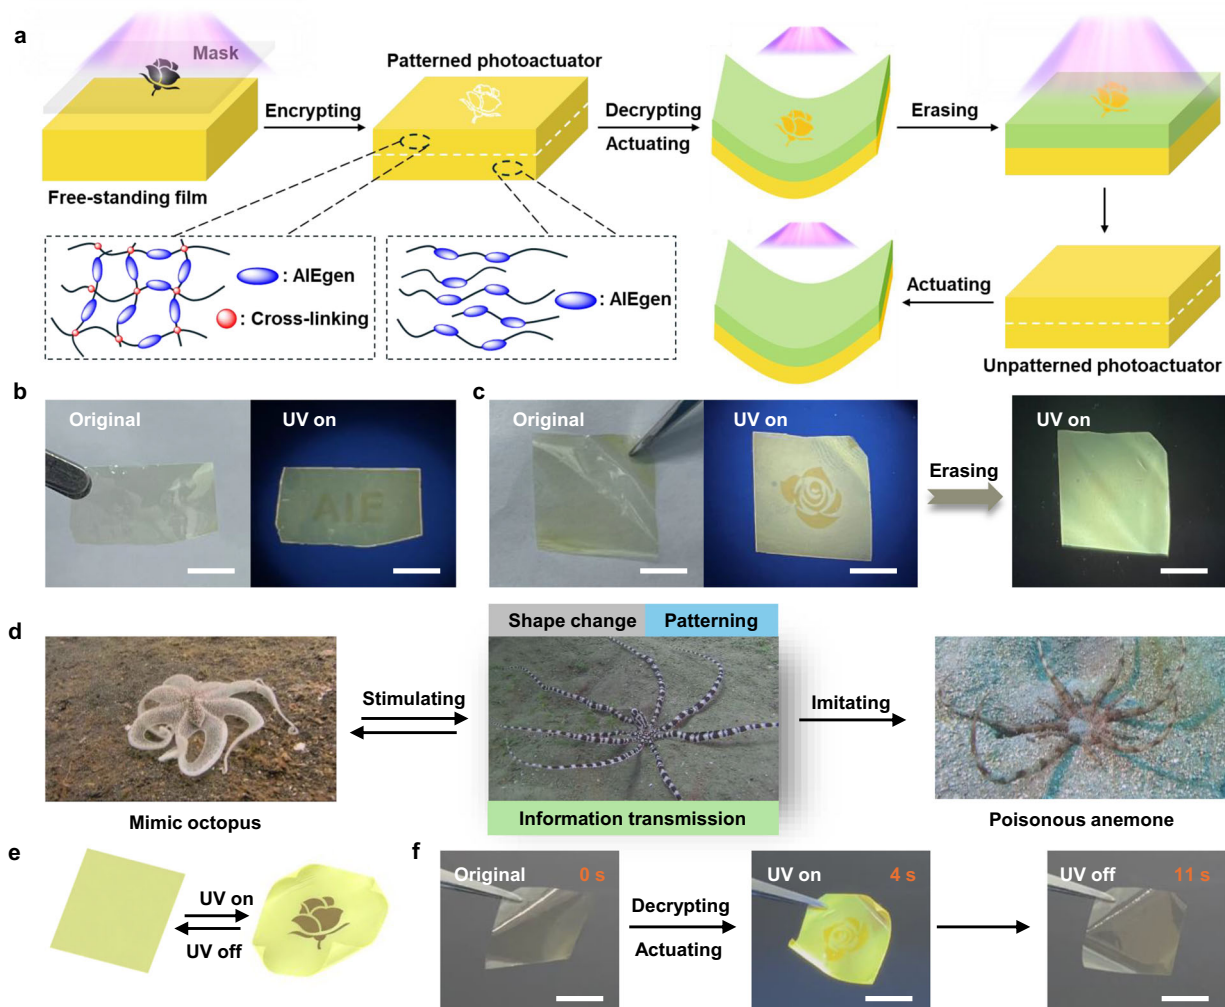 a
Mask
Patterned photoactuator
Encrypting
Decrypting
Actuating
Erasing
Free-standing film
: AIEgen
: Cross-linking
: AIEgen
Actuating
Unpatterned photoactuator
b
Original
UV on
AIE
c
Original
UV on
Erasing
UV on
d
Shape change
Patterning
Stimulating
Imitating
Mimic octopus
Information transmission
Poisonous anemone
e
UV on
UV off
f
Original
0 s
Decrypting
Actuating
UV on
4 s
UV off
11 s